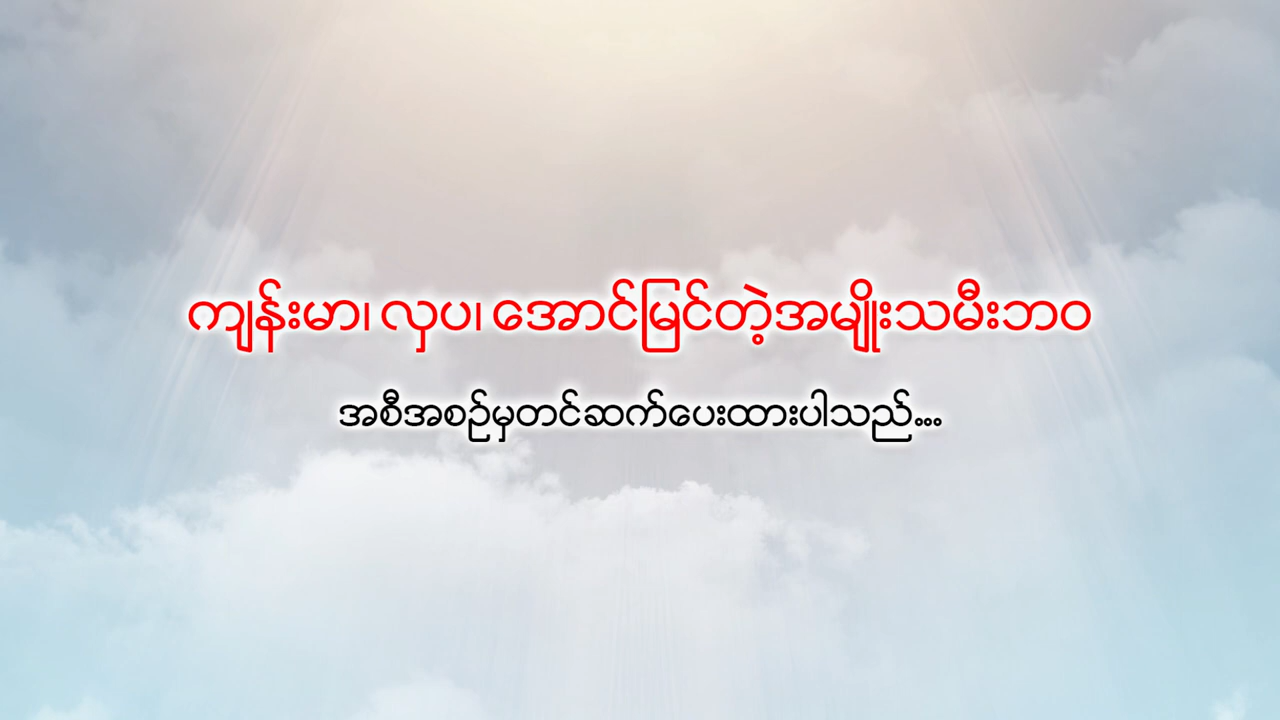 ကျန်းမာ၊ လှပ၊ အောင်မြင်တဲ့အမျိုးသမီးဘဝ
အစီအစဉ်မှတင်ဆက်ပေးထားပါသည်...